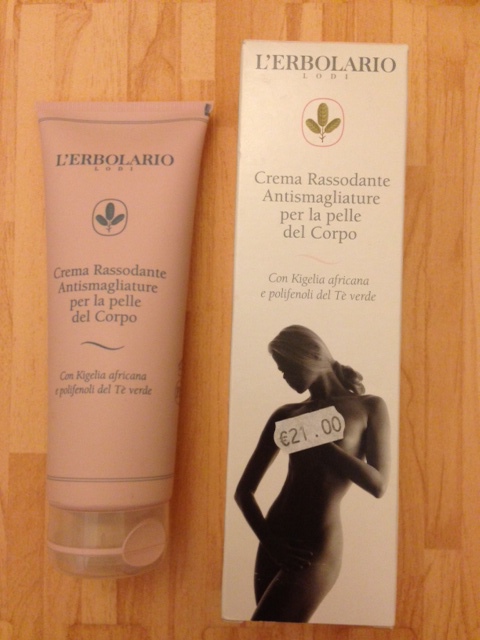 L'ERBOLARIO
LODI
Crema Rassodante
Antismagliature
per la pelle
del Corpo
Con Kigelia africana
e polifenoli del Tè verde
L'ERBOLARIO
LODI
Crema Rassodante
Antismagliature
per la pelle
del Corpo
Con Kigelia africana
e polifenoli del Tè verde
€21.00